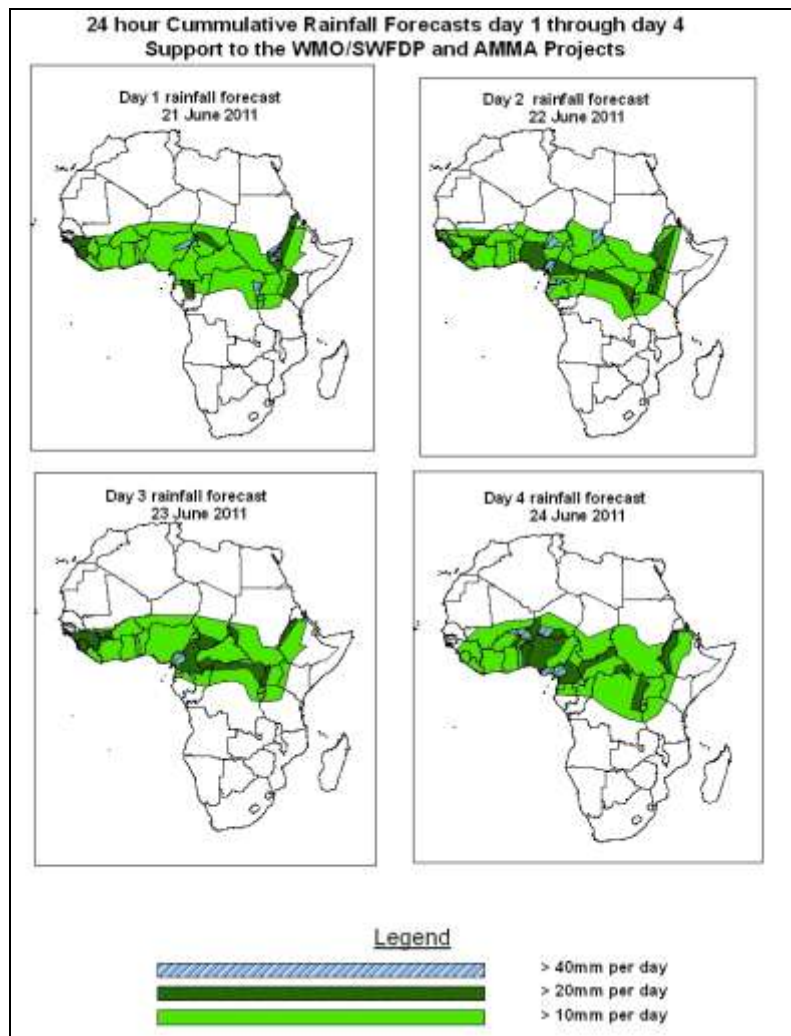 24 hour Cummulative Rainfall Forecasts day 1 through day 4
Support to the WMO/SWFDP and AMMA Projects
Day 1 rainfall forecast
21 June 2011
Day 2 rainfall forecast
22 June 2011
Day 3 rainfall forecast
23 June 2011
Day 4 rainfall forecast
24 June 2011
Legend
> 40mm per day
> 20mm per day
> 10mm per day